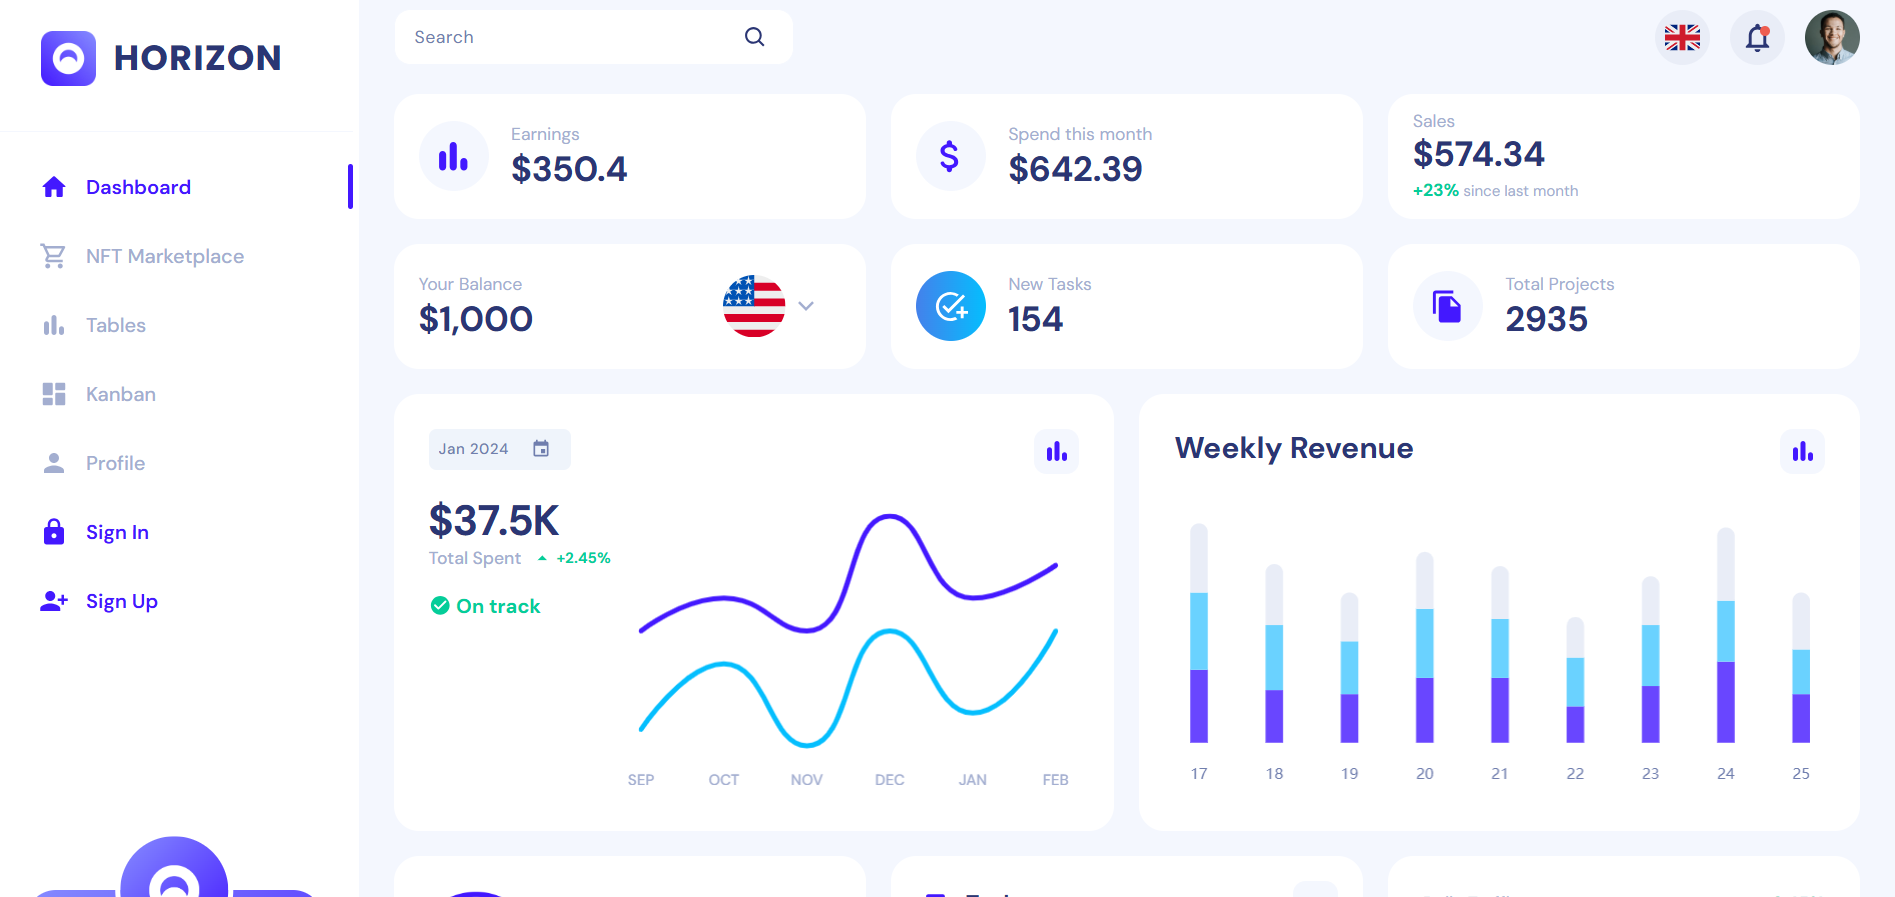 HORIZON
Search
Dashboard
NFT Marketplace
Tables
Kanban
Profile
Sign In
Sign Up
Earnings
$350.4
Spend this month
$642.39
Sales
$574.34
+23% since last month
Your Balance
$1,000
New Tasks
154
Total Projects
2935
Jan 2024
$37.5K
Total Spent +2.45%
On track
SEP OCT NOV DEC JAN FEB
Weekly Revenue
17 18 19 20 21 22 23 24 25